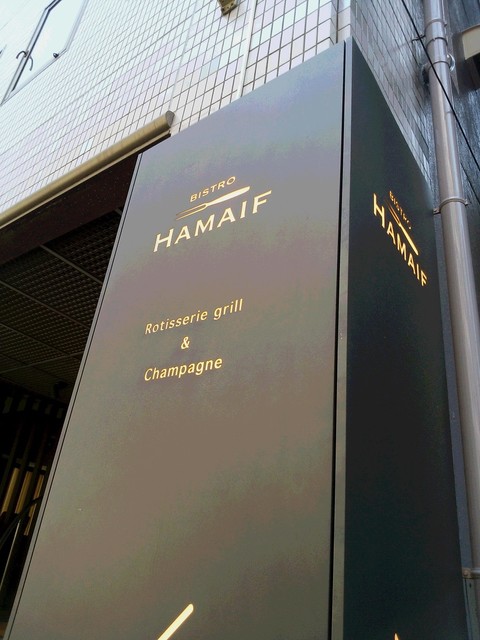 BISTRO
HAMAIF
Rotisserie grill
&
Champagne
BISTRO
HAMAIF